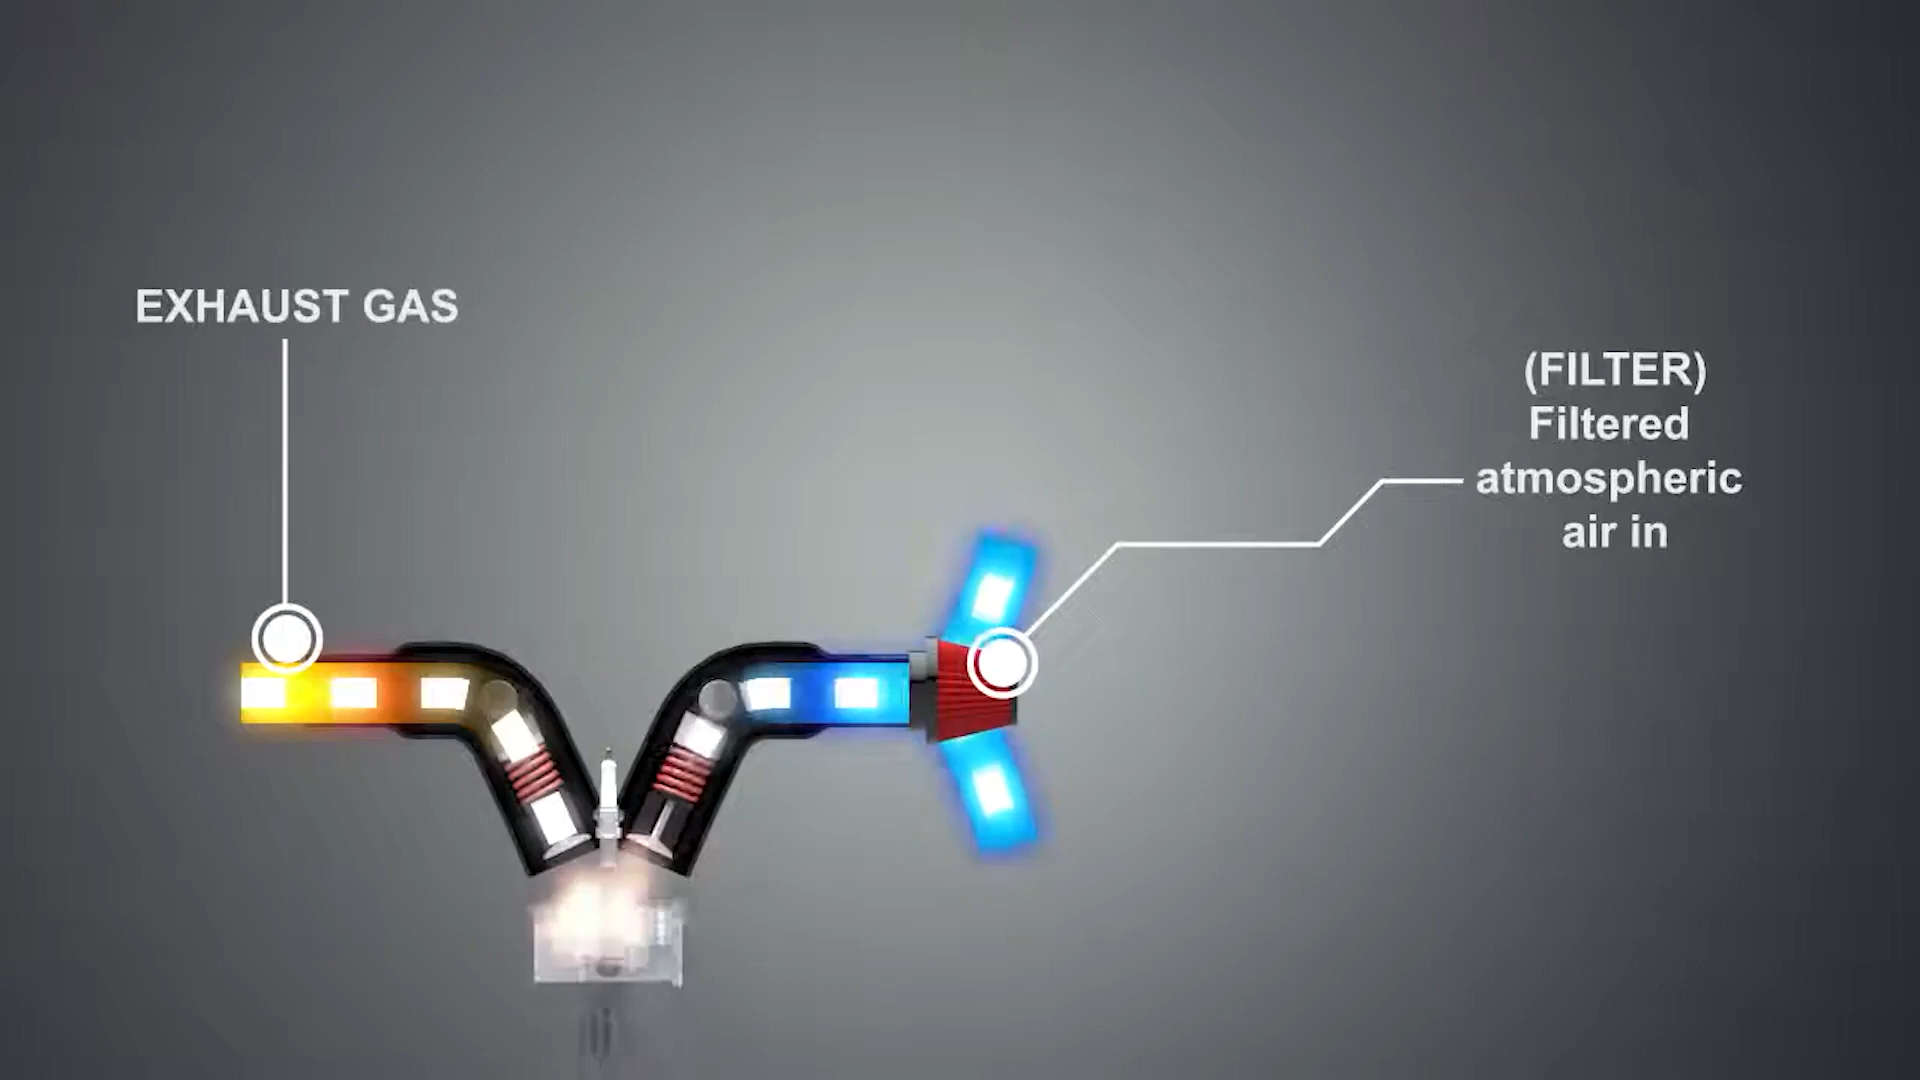 EXHAUST GAS
(FILTER)
Filtered
atmospheric
air in